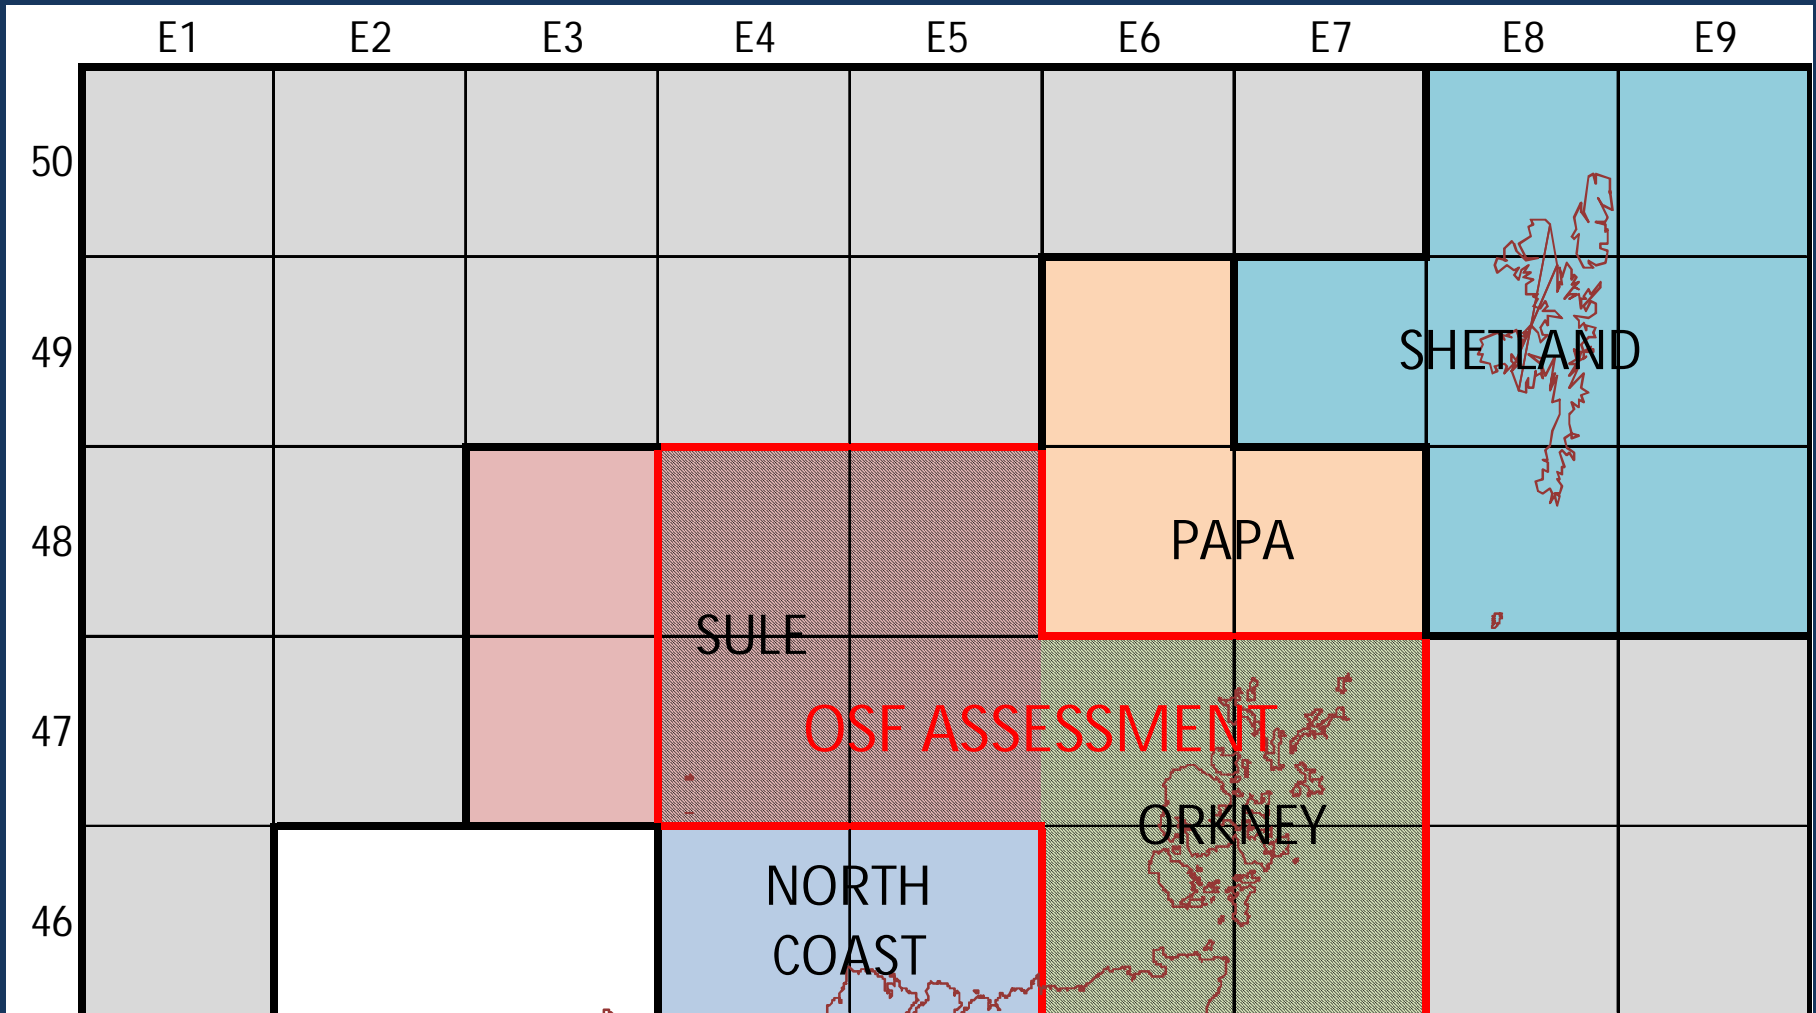 E1 E2 E3 E4 E5 E6 E7 E8 E9
50
49
SHETLAND
48
PAPA
SULE
47
OSF ASSESSMENT
ORKNEY
46
NORTH
COAST